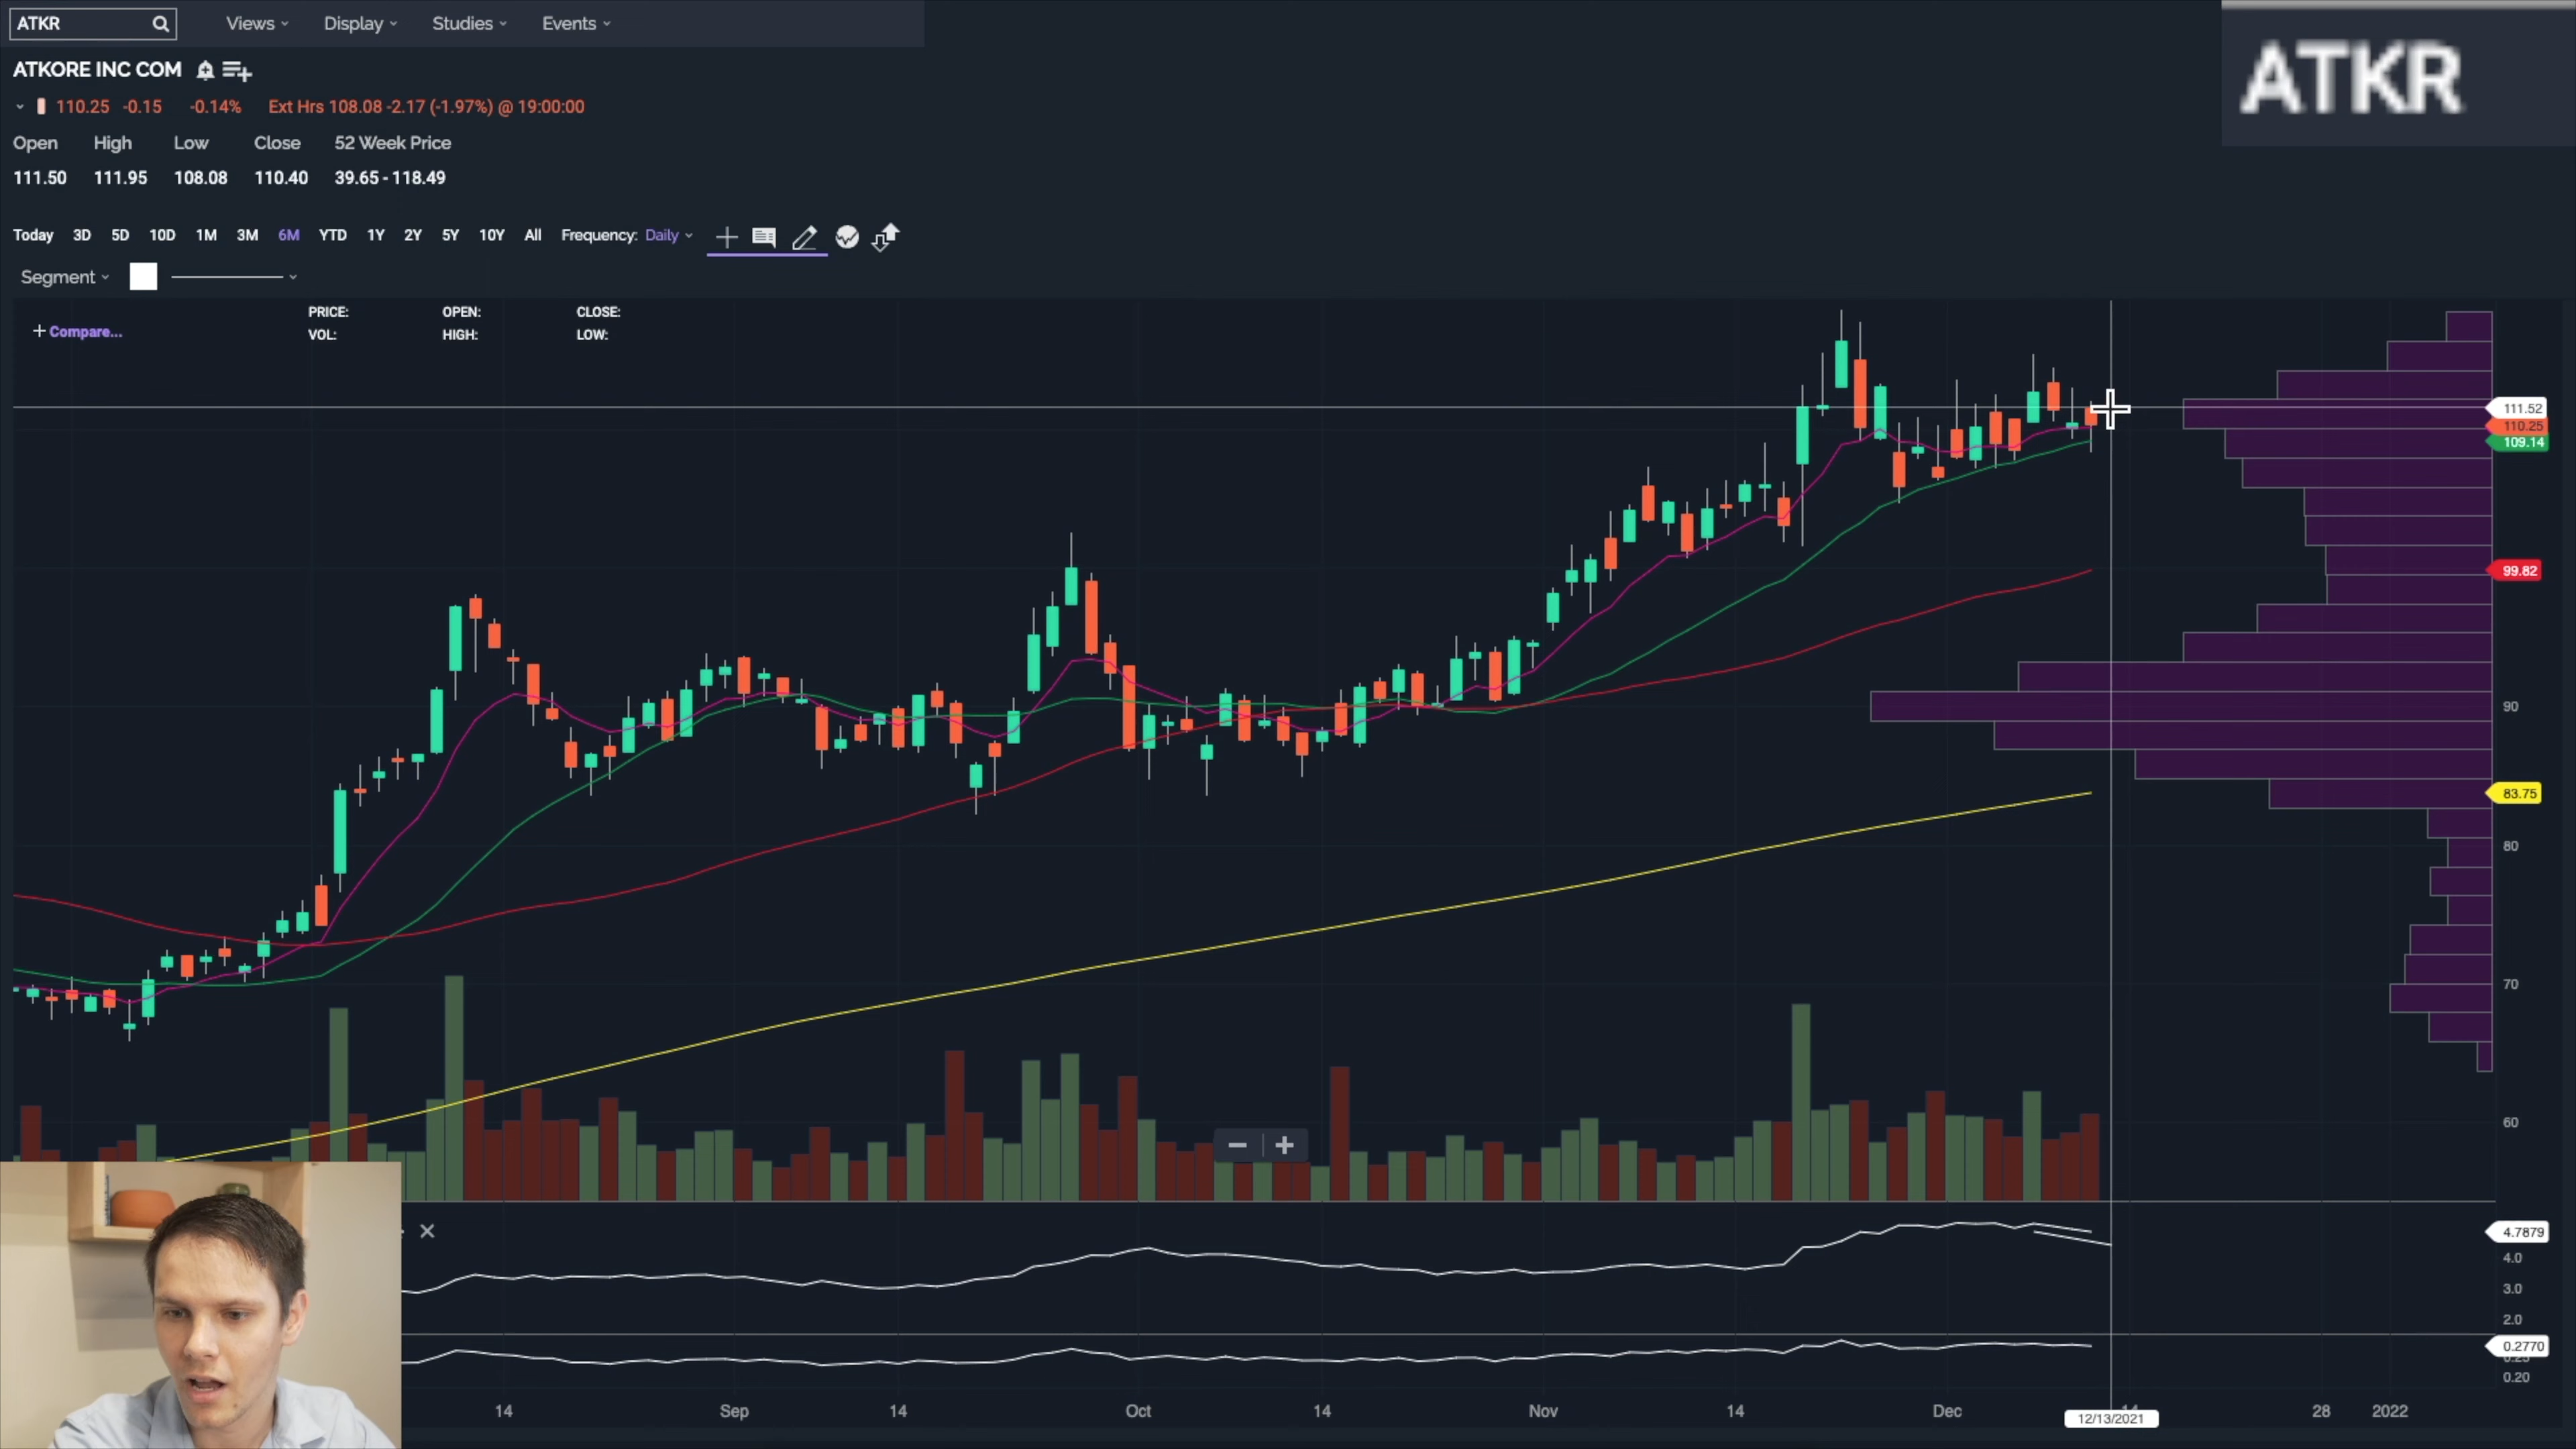 ATKR
Views Display Studies Events
ATKR
ATKORE INC COM
110.25 -0.15 -0.14% Ext Hrs 108.08 -2.17 (-1.97%) @ 19:00:00
Open High Low Close 52 Week Price
111.50 111.95 108.08 110.40 39.65 - 118.49
Today 3D 5D 10D 1M 3M 6M YTD 1Y 2Y 5Y 10Y All Frequency: Daily
Segment
PRICE: OPEN: CLOSE:
+ Compare...
VOL: HIGH: LOW:
111.52
110.25
109.14
99.82
90
83.75
80
70
60
4.7879
4.0
3.0
2.0
0.2770
0.20
14 Sep 14 Oct 14 Nov 14 Dec 28 2022
12/13/2021